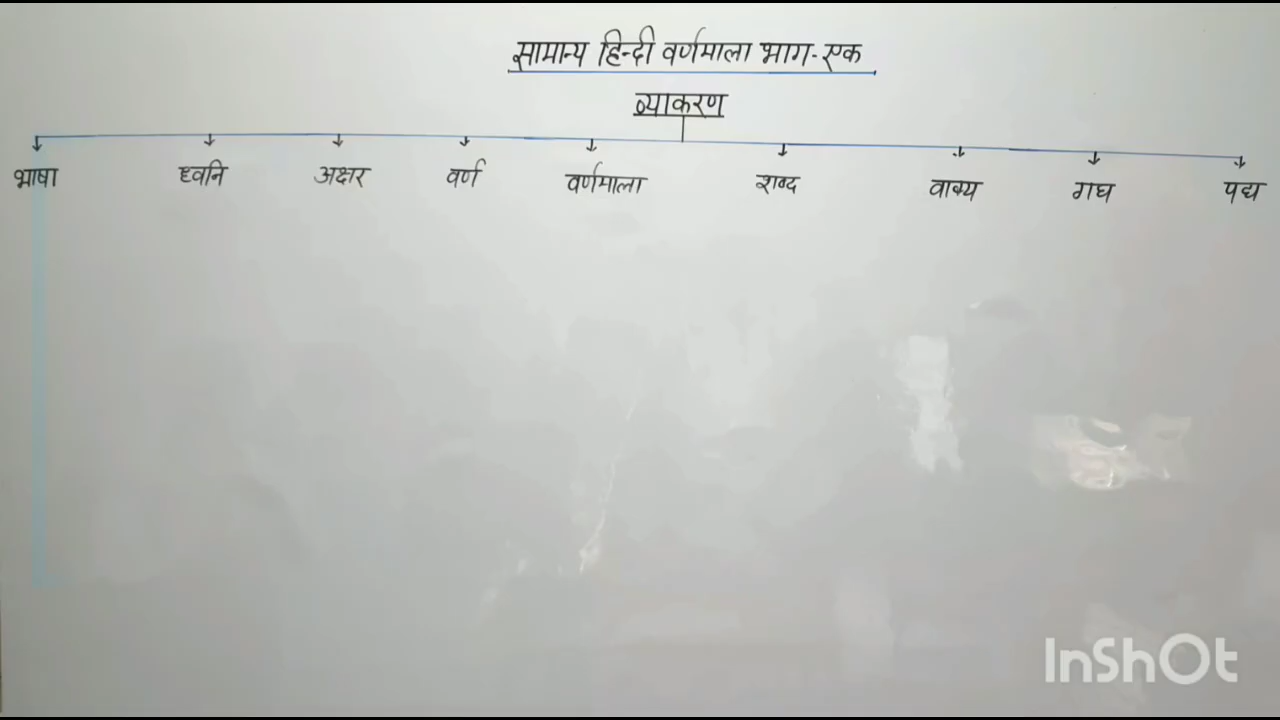 सामान्य हिन्दी वर्णमाला भाग-एक
व्याकरण
भाषा ध्वनि अक्षर वर्ण वर्णमाला शब्द वाक्य गद्य पद्य
InShOt